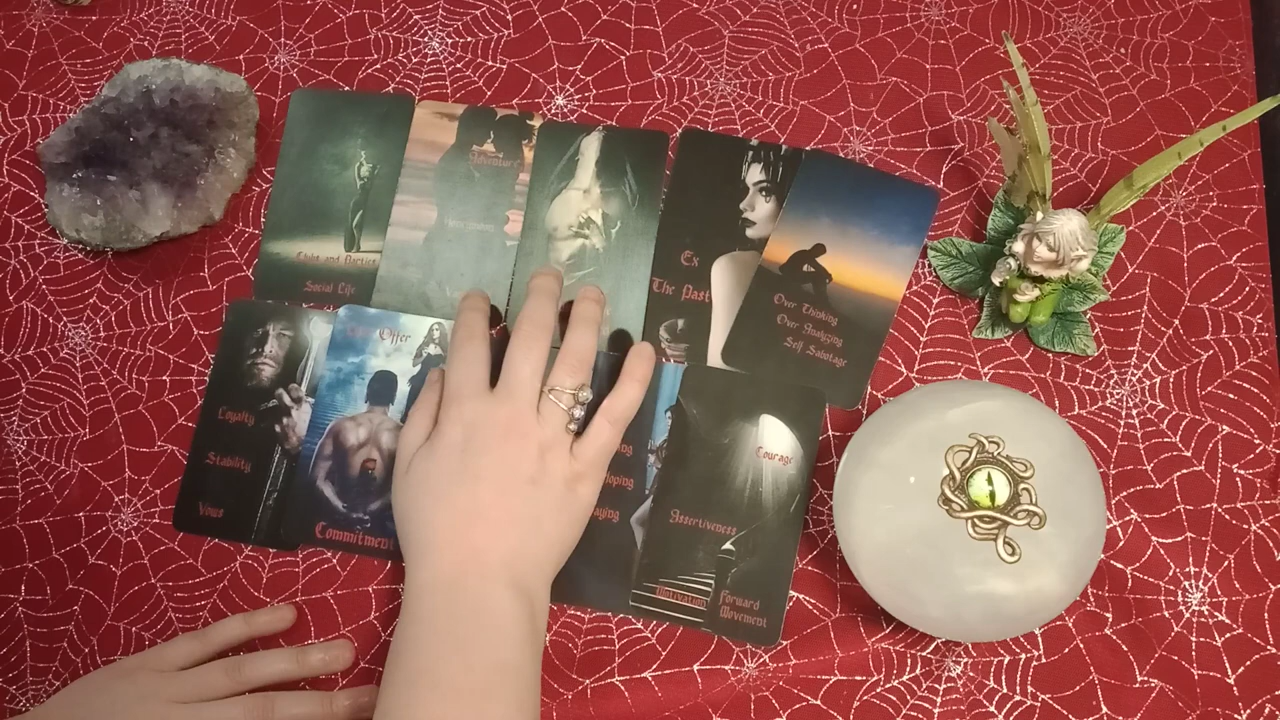 Clubs and Parties
Social Life
Adventure
Ex
The Past
Over Thinking
Over Analyzing
Self Sabotage
Loyalty
Stability
Vows
Offer
Commitment
Courage
Assertiveness
Motivation
Forward
Movement